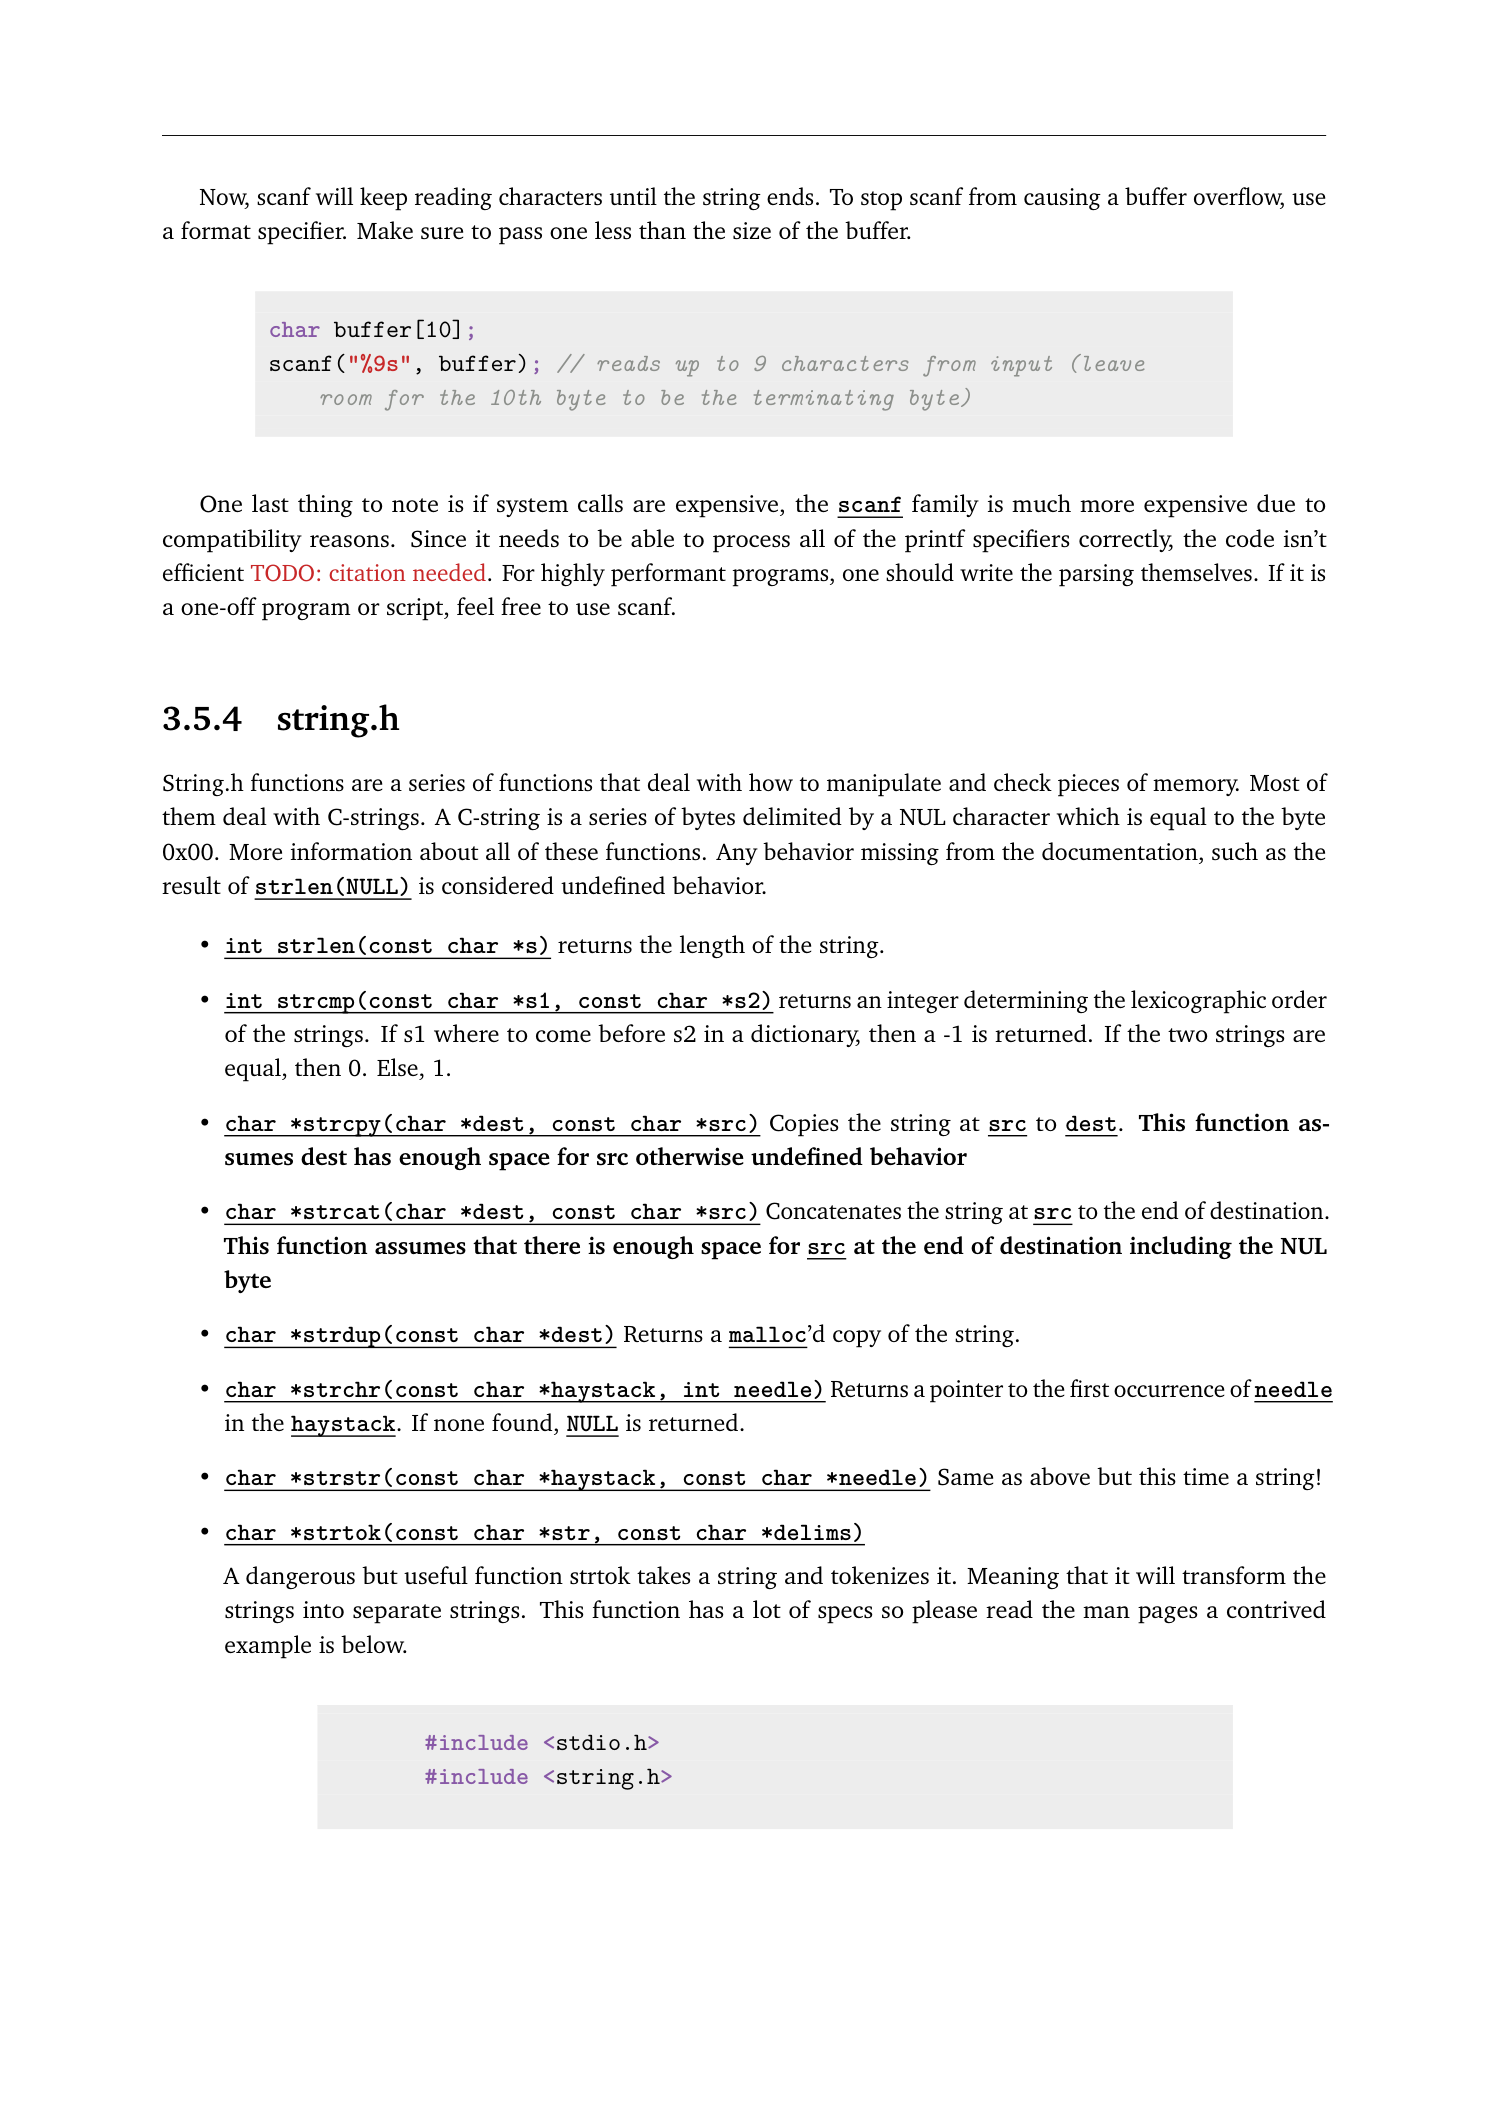 Now, scanf will keep reading characters until the string ends. To stop scanf from causing a buffer overflow, use
a format specifier. Make sure to pass one less than the size of the buffer.
char buffer[10];
scanf("%9s", buffer); // reads up to 9 characters from input (leave
room for the 10th byte to be the terminating byte)
One last thing to note is if system calls are expensive, the scanf family is much more expensive due to
compatibility reasons. Since it needs to be able to process all of the printf specifiers correctly, the code isn’t
efficient TODO: citation needed. For highly performant programs, one should write the parsing themselves. If it is
a one-off program or script, feel free to use scanf.
3.5.4 string.h
String.h functions are a series of functions that deal with how to manipulate and check pieces of memory. Most of
them deal with C-strings. A C-string is a series of bytes delimited by a NUL character which is equal to the byte
0x00. More information about all of these functions. Any behavior missing from the documentation, such as the
result of strlen(NULL) is considered undefined behavior.
• int strlen(const char *s) returns the length of the string.
• int strcmp(const char *s1, const char *s2) returns an integer determining the lexicographic order
of the strings. If s1 where to come before s2 in a dictionary, then a -1 is returned. If the two strings are
equal, then 0. Else, 1.
• char *strcpy(char *dest, const char *src) Copies the string at src to dest. This function as-
sumes dest has enough space for src otherwise undefined behavior
• char *strcat(char *dest, const char *src) Concatenates the string at src to the end of destination.
This function assumes that there is enough space for src at the end of destination including the NUL
byte
• char *strdup(const char *dest) Returns a malloc’d copy of the string.
• char *strchr(const char *haystack, int needle) Returns a pointer to the first occurrence of needle
in the haystack. If none found, NULL is returned.
• char *strstr(const char *haystack, const char *needle) Same as above but this time a string!
• char *strtok(const char *str, const char *delims)
A dangerous but useful function strtok takes a string and tokenizes it. Meaning that it will transform the
strings into separate strings. This function has a lot of specs so please read the man pages a contrived
example is below.
#include <stdio.h>
#include <string.h>